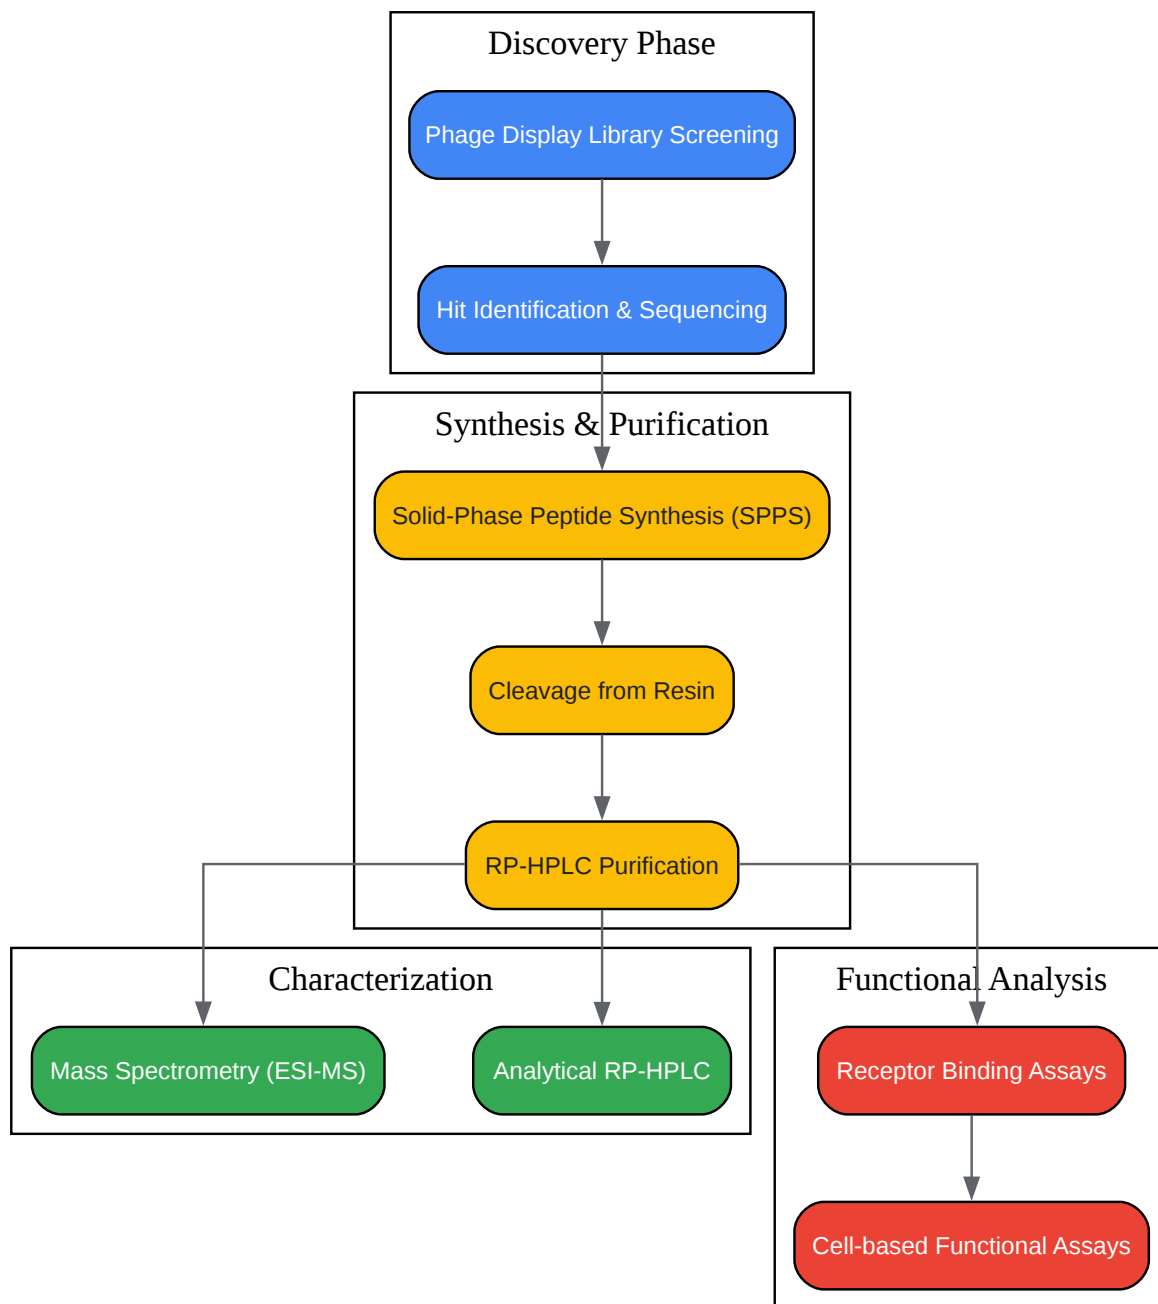 Discovery Phase
Phage Display Library Screening
Hit Identification & Sequencing
Synthesis & Purification
Solid-Phase Peptide Synthesis (SPPS)
Cleavage from Resin
RP-HPLC Purification
Characterization
Mass Spectrometry (ESI-MS)
Analytical RP-HPLC
Functional Analysis
Receptor Binding Assays
Cell-based Functional Assays